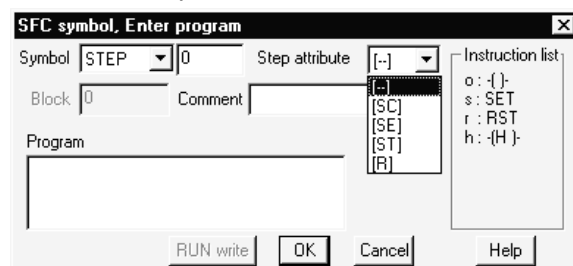 SFC symbol, Enter program
Symbol STEP 0 Step attribute [--] Instruction list
Block 0 Comment [--] o : -( )-
[SC] s : SET
[SE] r : RST
[ST] h : -(H )-
[R]
Program
RUN write OK Cancel Help